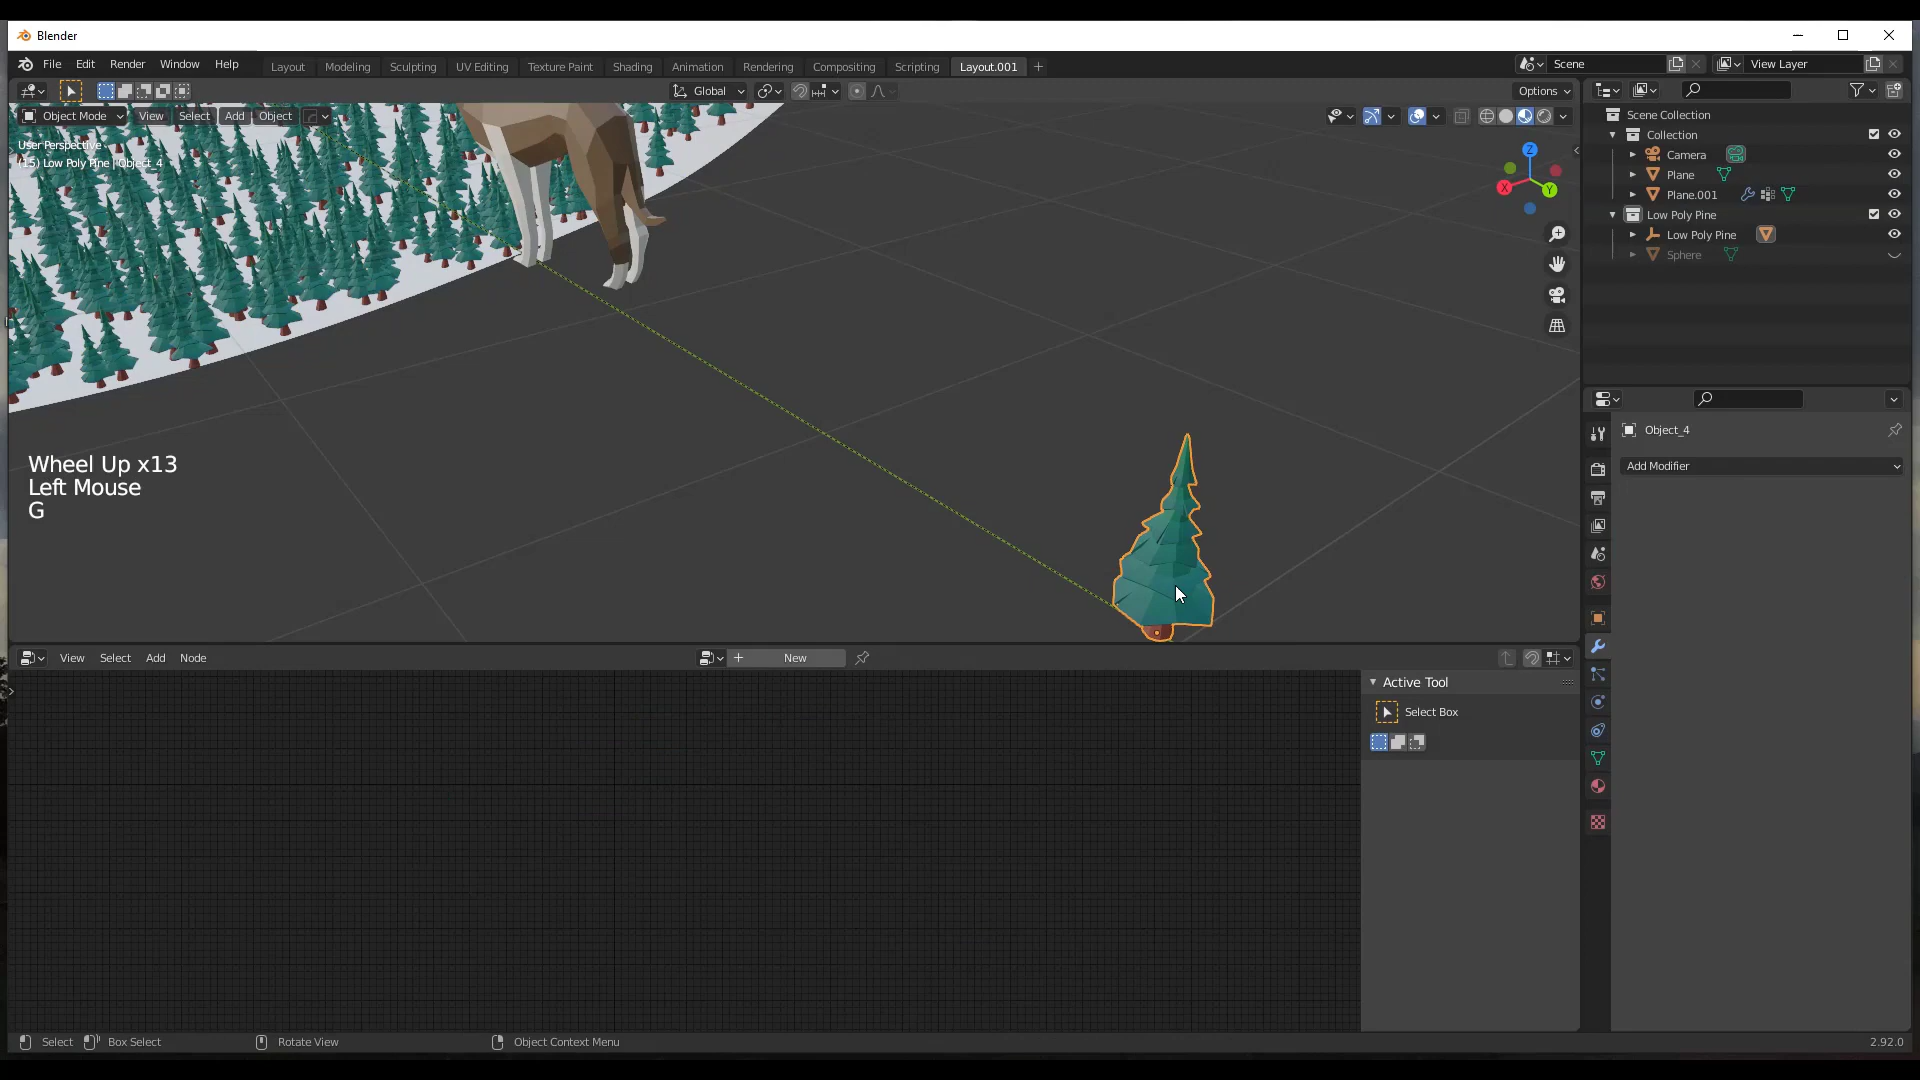 Blender
File Edit Render Window Help
Layout Modeling Sculpting UV Editing Texture Paint Shading Animation Rendering Compositing Scripting Layout.001 +
Scene
View Layer
Global
Options
Object Mode View Select Add Object
User Perspective
(15) Low Poly Pine | Object_4
Z
X
Y
Scene Collection
Collection
Camera
Plane
Plane.001
Low Poly Pine
Low Poly Pine
Sphere
Object_4
Add Modifier
Wheel Up x13
Left Mouse
G
View Select Add Node
New
Active Tool
Select Box
Select
Box Select
Rotate View
Object Context Menu
2.92.0